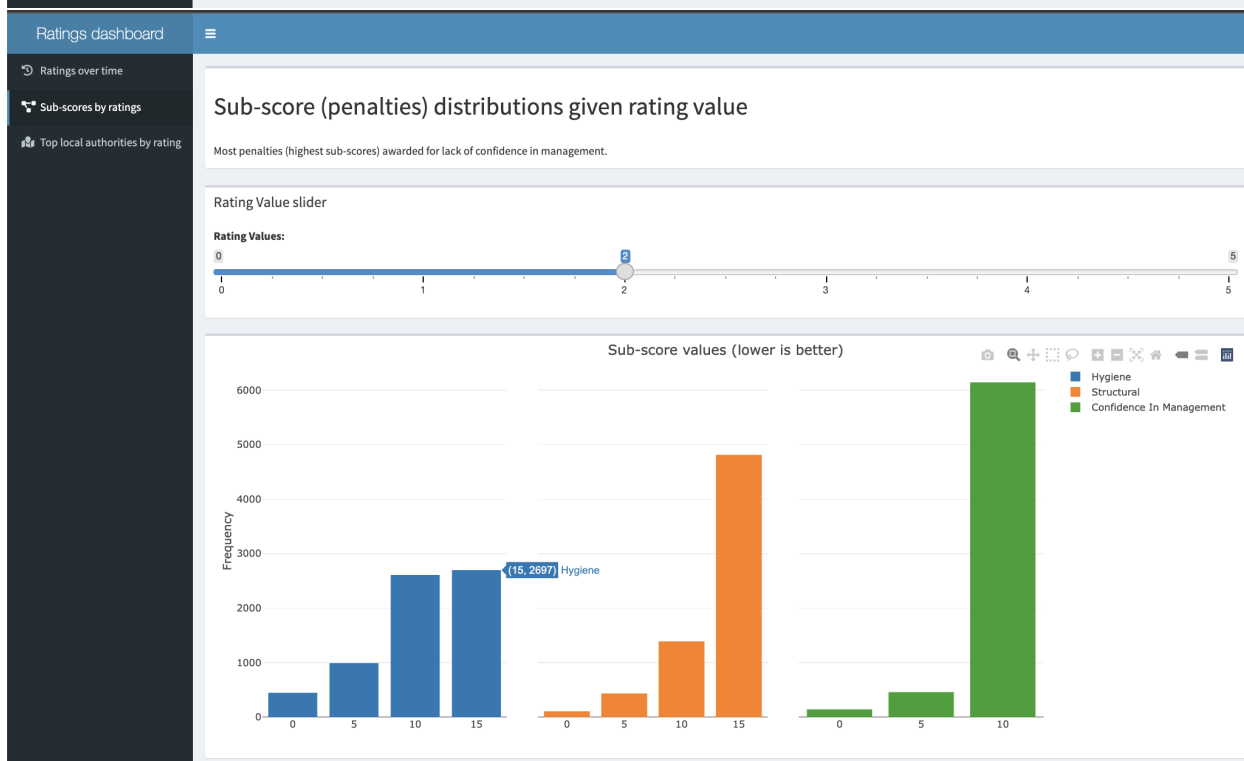 Ratings dashboard
Ratings over time
Sub-scores by ratings
Top local authorities by rating
Sub-score (penalties) distributions given rating value
Most penalties (highest sub-scores) awarded for lack of confidence in management.
Rating Value slider
Rating Values:
0 2 5
0 1 2 3 4 5
Sub-score values (lower is better)
Hygiene
Structural
Confidence In Management
Frequency
6000
5000
4000
3000
2000
1000
0
(15, 2697) Hygiene
0 5 10 15 0 5 10 15 0 5 10